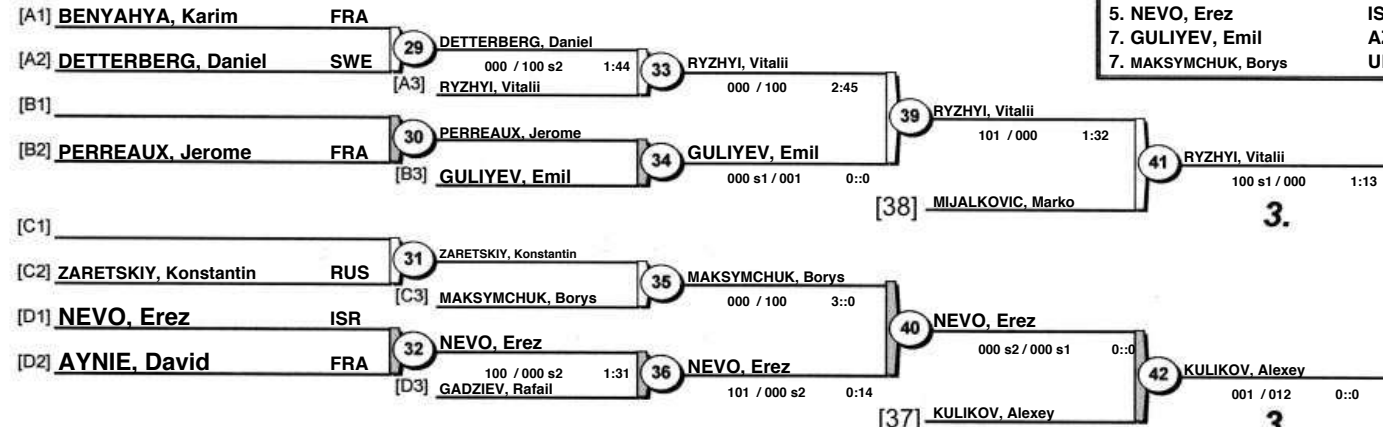 [A1] BENYAHYA, Karim FRA
5. NEVO, Erez
29
DETTERBERG, Daniel
7. GULIYEV, Emil
[A2] DETTERBERG, Daniel SWE
000 / 100 s2 1:44
33
RYZHYI, Vitalii
7. MAKSYMCHUK, Borys
[A3] RYZHYI, Vitalii
000 / 100 2:45
[B1]
39
RYZHYI, Vitalii
30
PERREAUX, Jerome
101 / 000 1:32
[B2] PERREAUX, Jerome FRA
34
GULIYEV, Emil
41
RYZHYI, Vitalii
[B3] GULIYEV, Emil
000 s1 / 001 0::0
100 s1 / 000 1:13
[38] MIJALKOVIC, Marko
3.
[C1]
31
ZARETSKIY, Konstantin
[C2] ZARETSKIY, Konstantin RUS
35
MAKSYMCHUK, Borys
[C3] MAKSYMCHUK, Borys
000 / 100 3::0
[D1] NEVO, Erez ISR
40
NEVO, Erez
32
NEVO, Erez
000 s2 / 000 s1 0::0
[D2] AYNIE, David FRA
100 / 000 s2 1:31
36
NEVO, Erez
42
KULIKOV, Alexey
[D3] GADZIEV, Rafail
101 / 000 s2 0:14
001 / 012 0::0
[37] KULIKOV, Alexey
3.